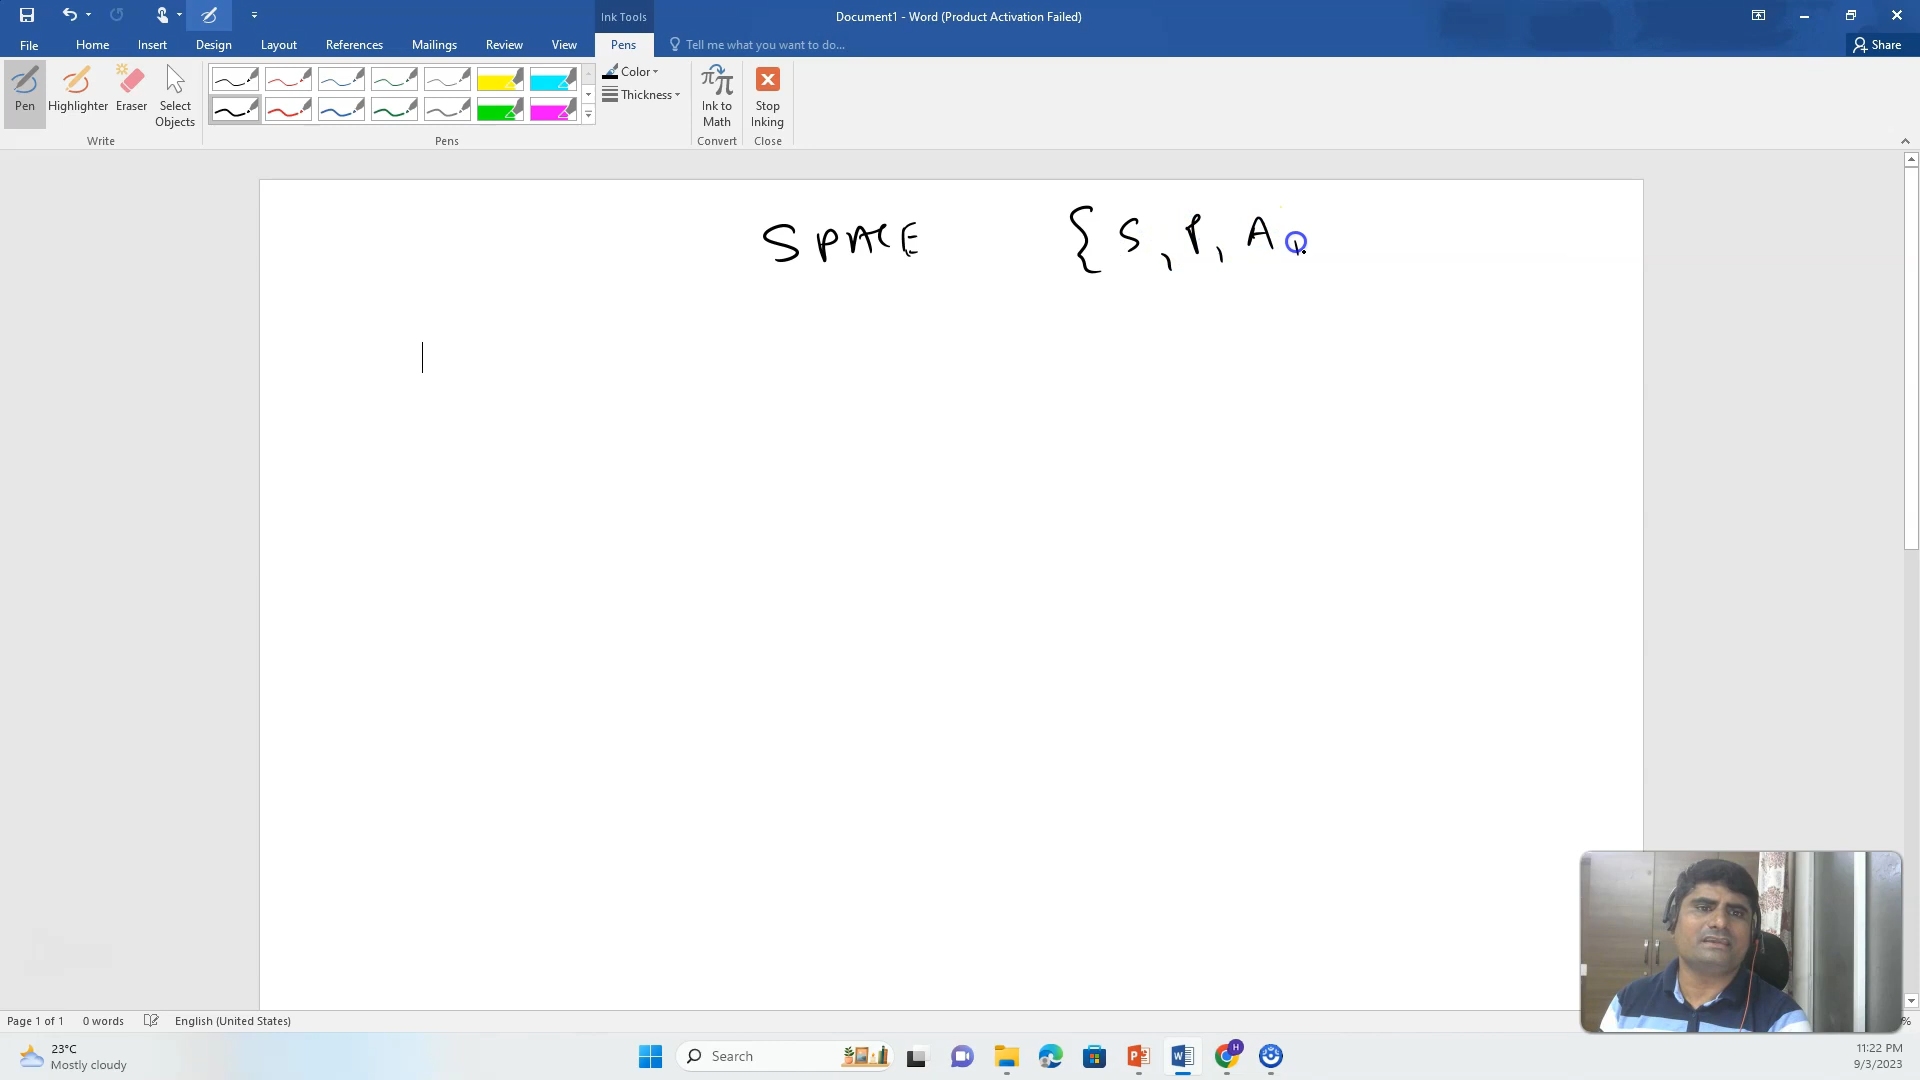 Ink Tools
Document1 - Word (Product Activation Failed)
File Home Insert Design Layout References Mailings Review View Pens Tell me what you want to do... Share
Pen Highlighter Eraser Select Objects
Color
Thickness
Ink to Math
Stop Inking
Write Pens Convert Close
SPACE { S , P , A ,
Page 1 of 1 0 words English (United States) %
23°C
Mostly cloudy
Search
H
11:22 PM
9/3/2023